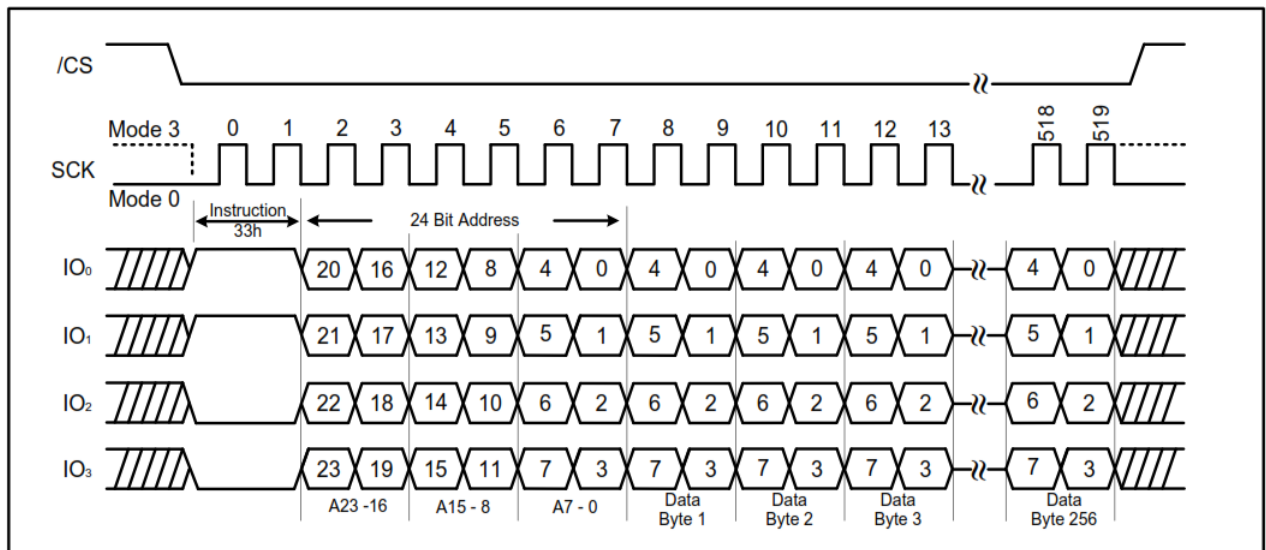 /CS
Mode 3 0 1 2 3 4 5 6 7 8 9 10 11 12 13 518 519
SCK
Mode 0
Instruction
33h
24 Bit Address
IO₀ 20 16 12 8 4 0 4 0 4 0 4 0 4 0
IO₁ 21 17 13 9 5 1 5 1 5 1 5 1 5 1
IO₂ 22 18 14 10 6 2 6 2 6 2 6 2 6 2
IO₃ 23 19 15 11 7 3 7 3 7 3 7 3 7 3
A23 -16 A15 - 8 A7 - 0 Data Data Data Data
Byte 1 Byte 2 Byte 3 Byte 256